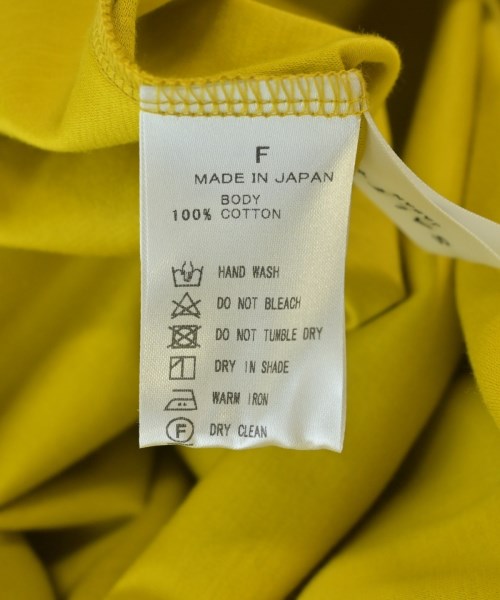 F
MADE IN JAPAN
BODY
100% COTTON
HAND WASH
DO NOT BLEACH
DO NOT TUMBLE DRY
DRY IN SHADE
WARM IRON
F DRY CLEAN